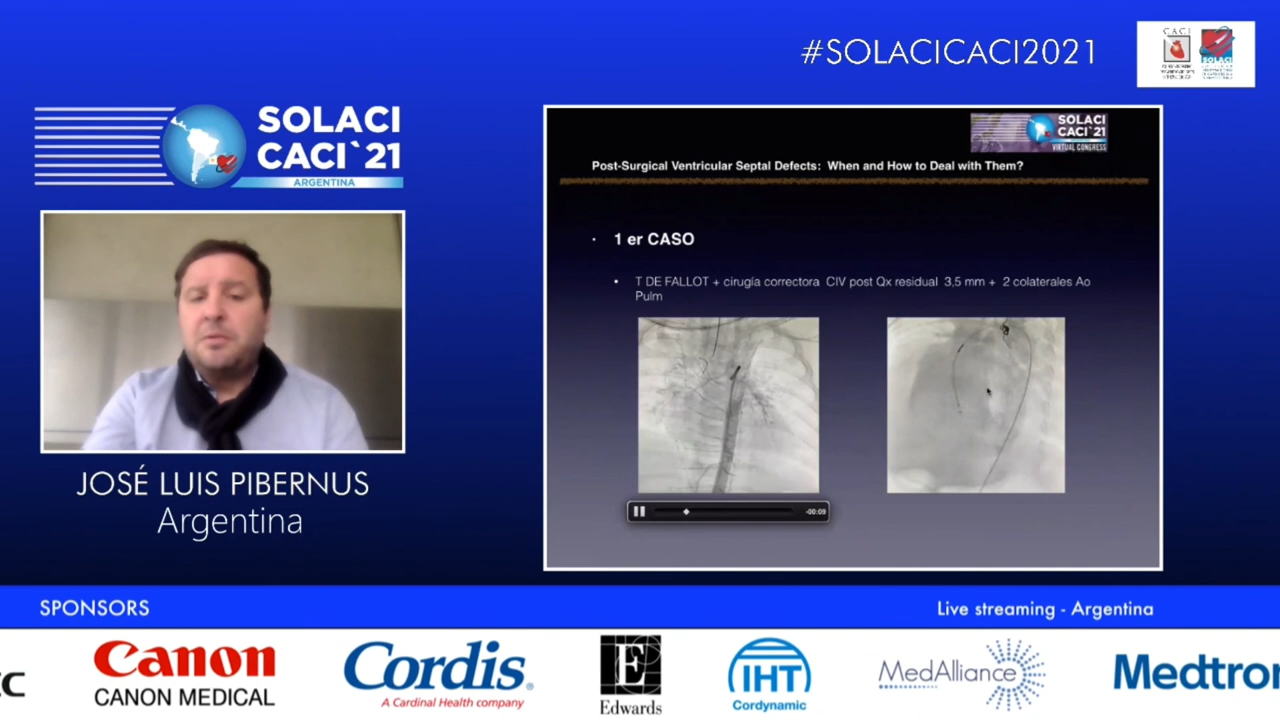 #SOLACICACI2021
CACI
SOLACI
SOLACI
CACI`21
ARGENTINA
SOLACI
CACI`21
VIRTUAL CONGRESS
Post-Surgical Ventricular Septal Defects: When and How to Deal with Them?
· 1 er CASO
• T DE FALLOT + cirugía correctora CIV post Qx residual 3,5 mm + 2 colaterales Ao
Pulm
-00:09
JOSÉ LUIS PIBERNUS
Argentina
SPONSORS
Live streaming - Argentina
Canon
CANON MEDICAL
Cordis®
A Cardinal Health company
E
Edwards
IHT
Cordynamic
MedAlliance
Medtron